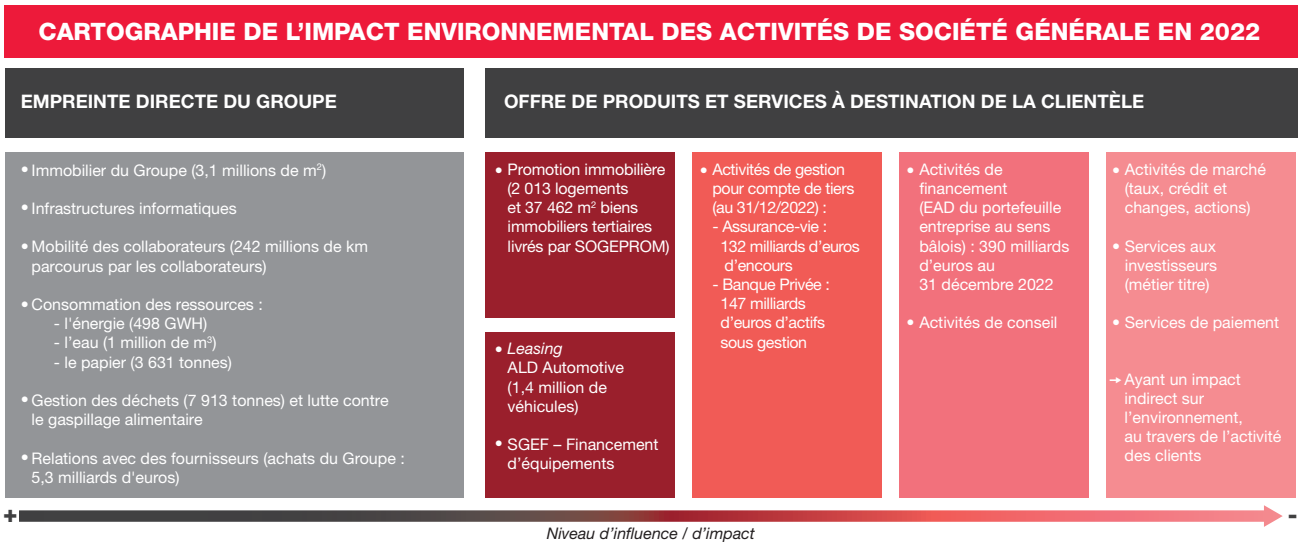 CARTOGRAPHIE DE L’IMPACT ENVIRONNEMENTAL DES ACTIVITÉS DE SOCIÉTÉ GÉNÉRALE EN 2022
EMPREINTE DIRECTE DU GROUPE
• Immobilier du Groupe (3,1 millions de m²)
• Infrastructures informatiques
• Mobilité des collaborateurs (242 millions de km
parcourus par les collaborateurs)
• Consommation des ressources :
- l'énergie (498 GWH)
- l’eau (1 million de m³)
- le papier (3 631 tonnes)
• Gestion des déchets (7 913 tonnes) et lutte contre
le gaspillage alimentaire
• Relations avec des fournisseurs (achats du Groupe :
5,3 milliards d'euros)
OFFRE DE PRODUITS ET SERVICES À DESTINATION DE LA CLIENTÈLE
• Promotion immobilière
(2 013 logements
et 37 462 m² biens
immobiliers tertiaires
livrés par SOGEPROM)
• Leasing
ALD Automotive
(1,4 million de
véhicules)
• SGEF – Financement
d’équipements
• Activités de gestion
pour compte de tiers
(au 31/12/2022) :
- Assurance-vie :
132 milliards d’euros
d’encours
- Banque Privée :
147 milliards
d’euros d’actifs
sous gestion
• Activités de
financement
(EAD du portefeuille
entreprise au sens
bâlois) : 390 milliards
d’euros au
31 décembre 2022
• Activités de conseil
• Activités de marché
(taux, crédit et
changes, actions)
• Services aux
investisseurs
(métier titre)
• Services de paiement
→ Ayant un impact
indirect sur
l’environnement,
au travers de l’activité
des clients
+ -
Niveau d’influence / d’impact